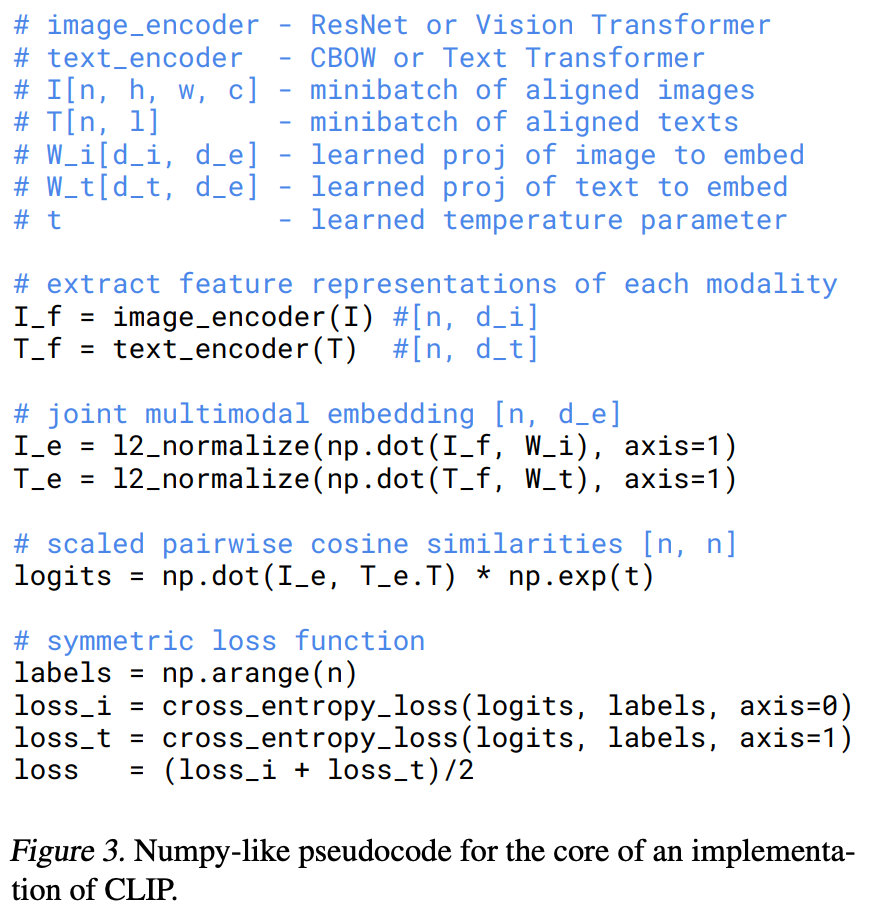 # image_encoder - ResNet or Vision Transformer
# text_encoder  - CBOW or Text Transformer
# I[n, h, w, c] - minibatch of aligned images
# T[n, l]       - minibatch of aligned texts
# W_i[d_i, d_e] - learned proj of image to embed
# W_t[d_t, d_e] - learned proj of text to embed
# t             - learned temperature parameter

# extract feature representations of each modality
I_f = image_encoder(I) #[n, d_i]
T_f = text_encoder(T)  #[n, d_t]

# joint multimodal embedding [n, d_e]
I_e = l2_normalize(np.dot(I_f, W_i), axis=1)
T_e = l2_normalize(np.dot(T_f, W_t), axis=1)

# scaled pairwise cosine similarities [n, n]
logits = np.dot(I_e, T_e.T) * np.exp(t)

# symmetric loss function
labels = np.arange(n)
loss_i = cross_entropy_loss(logits, labels, axis=0)
loss_t = cross_entropy_loss(logits, labels, axis=1)
loss   = (loss_i + loss_t)/2

Figure 3. Numpy-like pseudocode for the core of an implementa-
tion of CLIP.